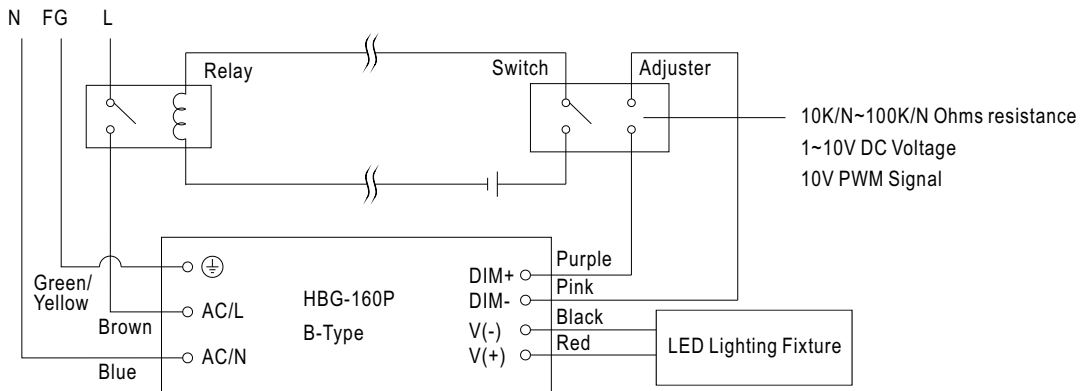 N FG L
Relay
Switch
Adjuster
10K/N~100K/N Ohms resistance
1~10V DC Voltage
10V PWM Signal
Green/
Yellow
Brown
Blue
AC/L
AC/N
HBG-160P
B-Type
DIM+
DIM-
V(-)
V(+)
Purple
Pink
Black
Red
LED Lighting Fixture